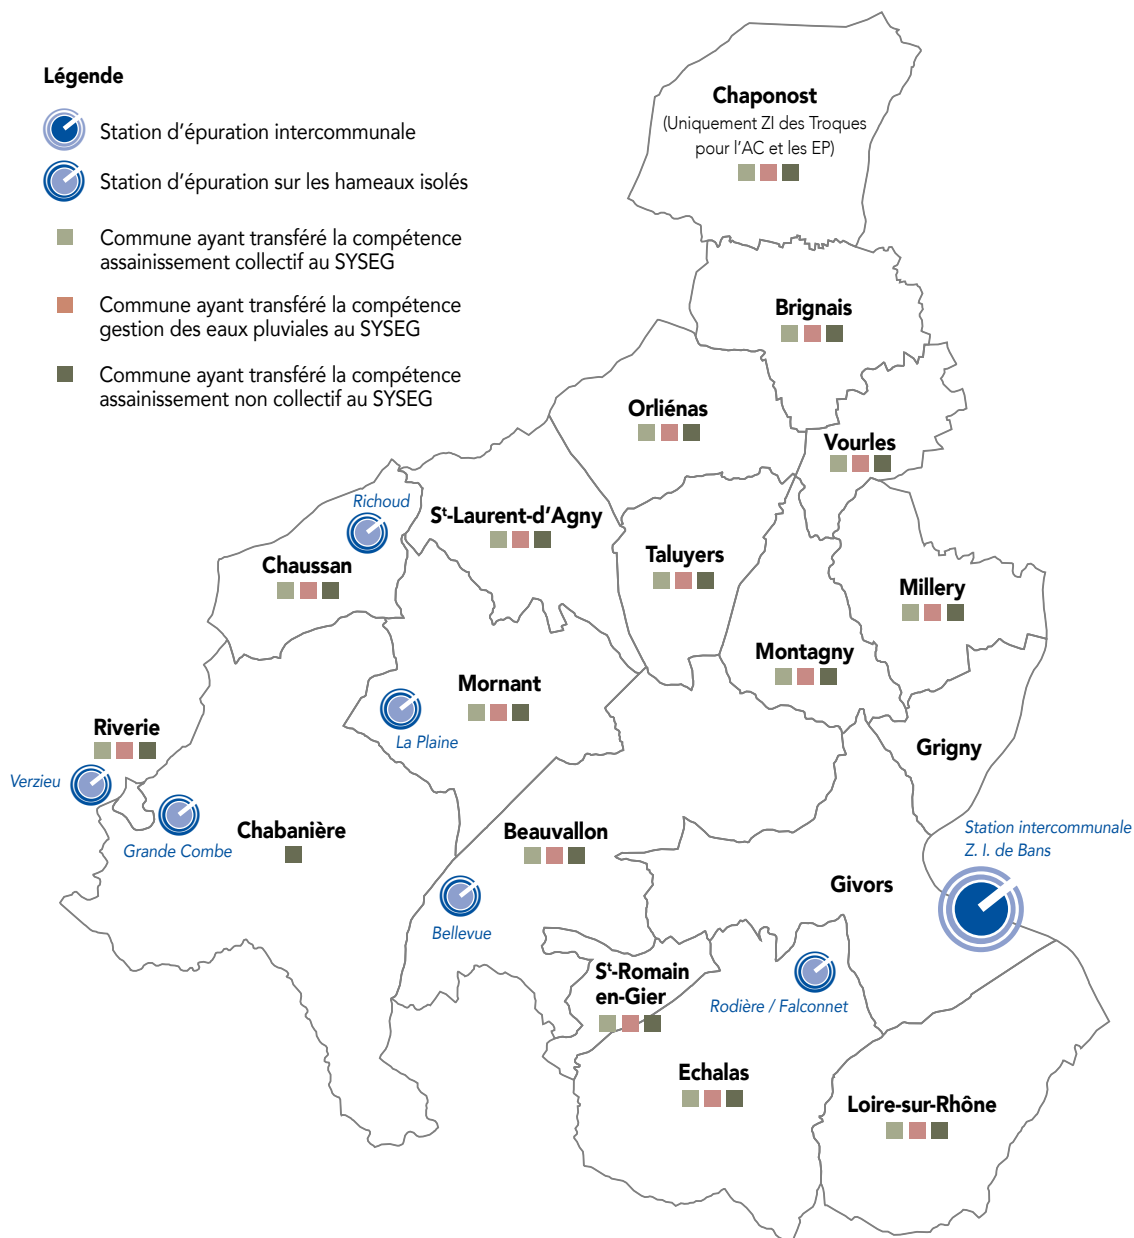 Légende
Station d'épuration intercommunale
Station d'épuration sur les hameaux isolés
Commune ayant transféré la compétence
assainissement collectif au SYSEG
Commune ayant transféré la compétence
gestion des eaux pluviales au SYSEG
Commune ayant transféré la compétence
assainissement non collectif au SYSEG
Chaponost
(Uniquement ZI des Troques
pour l'AC et les EP)
Brignais
Orliénas
Vourles
Richoud
St-Laurent-d'Agny
Chaussan
Taluyers
Millery
Montagny
Mornant
La Plaine
Riverie
Verzieu
Grigny
Grande Combe
Chabanière
Beauvallon
Station intercommunale
Z. I. de Bans
Givors
Bellevue
St-Romain
en-Gier
Rodière / Falconnet
Echalas
Loire-sur-Rhône